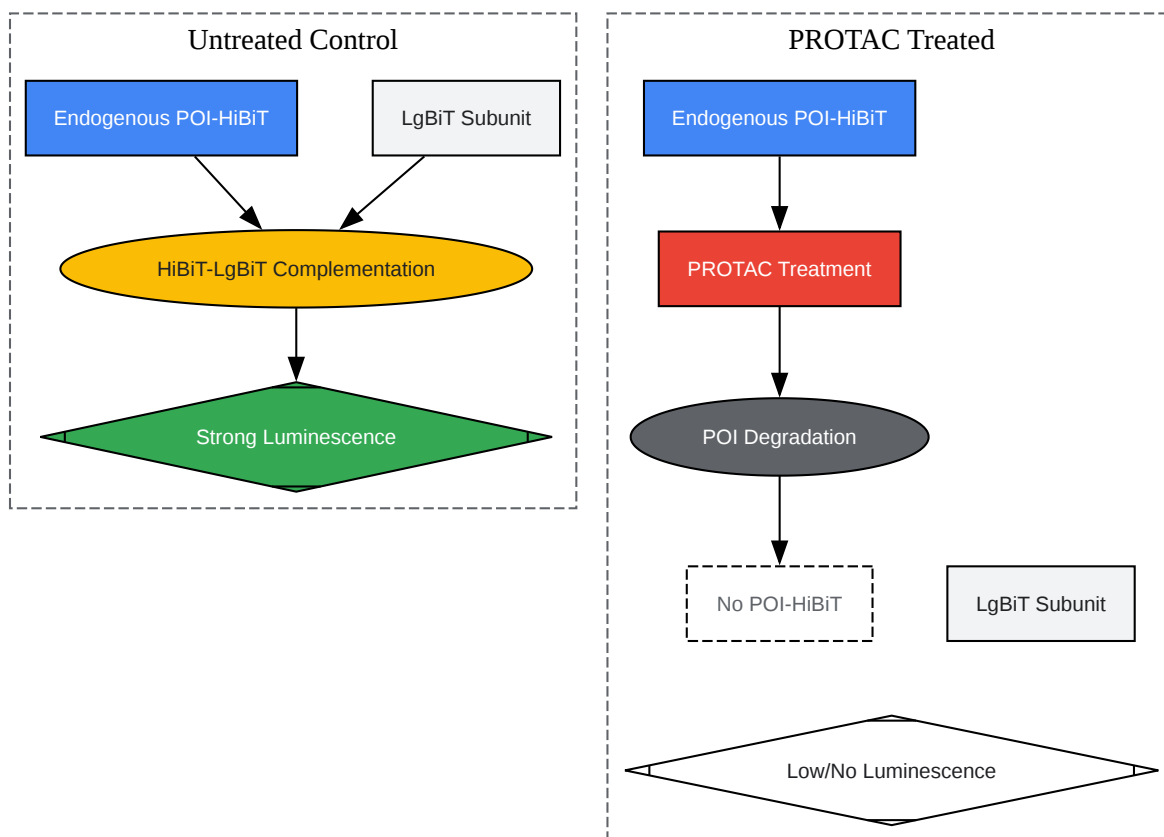 Untreated Control
Endogenous POI-HiBiT
LgBiT Subunit
HiBiT-LgBiT Complementation
Strong Luminescence
PROTAC Treated
Endogenous POI-HiBiT
PROTAC Treatment
POI Degradation
No POI-HiBiT
LgBiT Subunit
Low/No Luminescence